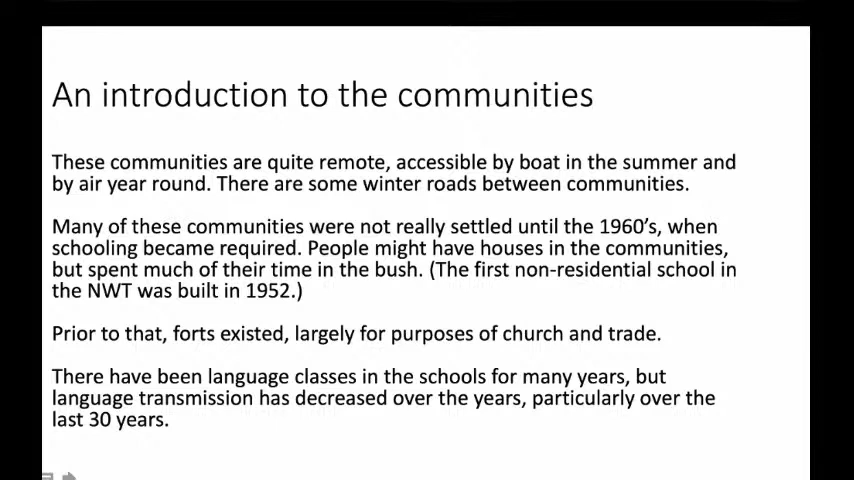 An introduction to the communities
These communities are quite remote, accessible by boat in the summer and
by air year round. There are some winter roads between communities.
Many of these communities were not really settled until the 1960’s, when
schooling became required. People might have houses in the communities,
but spent much of their time in the bush. (The first non-residential school in
the NWT was built in 1952.)
Prior to that, forts existed, largely for purposes of church and trade.
There have been language classes in the schools for many years, but
language transmission has decreased over the years, particularly over the
last 30 years.